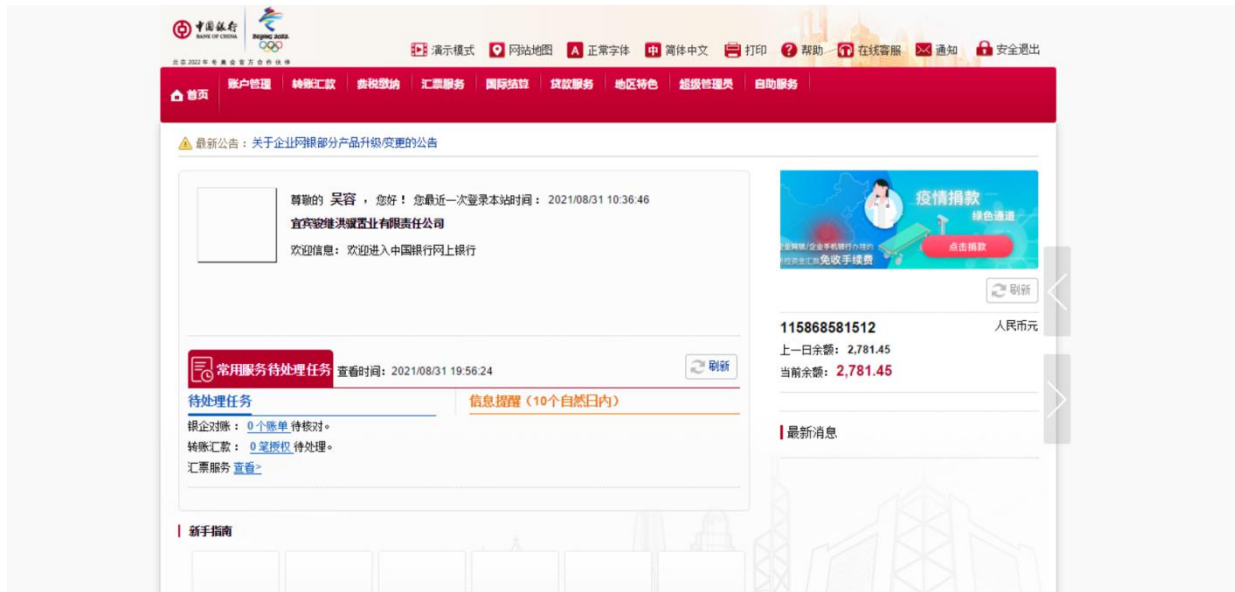 中国银行
BANK OF CHINA
Beijing 2022
北京2022年冬奥会官方合作伙伴
演示模式 网站地图 A 正常字体 中 简体中文 打印 ? 帮助 在线客服 通知 安全退出
首页 账户管理 转账汇款 费税缴纳 汇票服务 国际结算 贷款服务 地区特色 超级管理员 自助服务
最新公告：关于企业网银部分产品升级/变更的公告
尊敬的 吴容 ，您好！ 您最近一次登录本站时间： 2021/08/31 10:36:46
宜宾骏继洪骥置业有限责任公司
欢迎信息： 欢迎进入中国银行网上银行
疫情捐款
绿色通道
点击捐款
免收手续费
刷新
115868581512 人民币元
上一日余额： 2,781.45
当前余额： 2,781.45
最新消息
常用服务待处理任务 查看时间：2021/08/31 19:56:24 刷新
待处理任务
银企对账： 0个账单 待核对。
转账汇款： 0笔授权 待处理。
汇票服务 查看>
信息提醒（10个自然日内）
新手指南